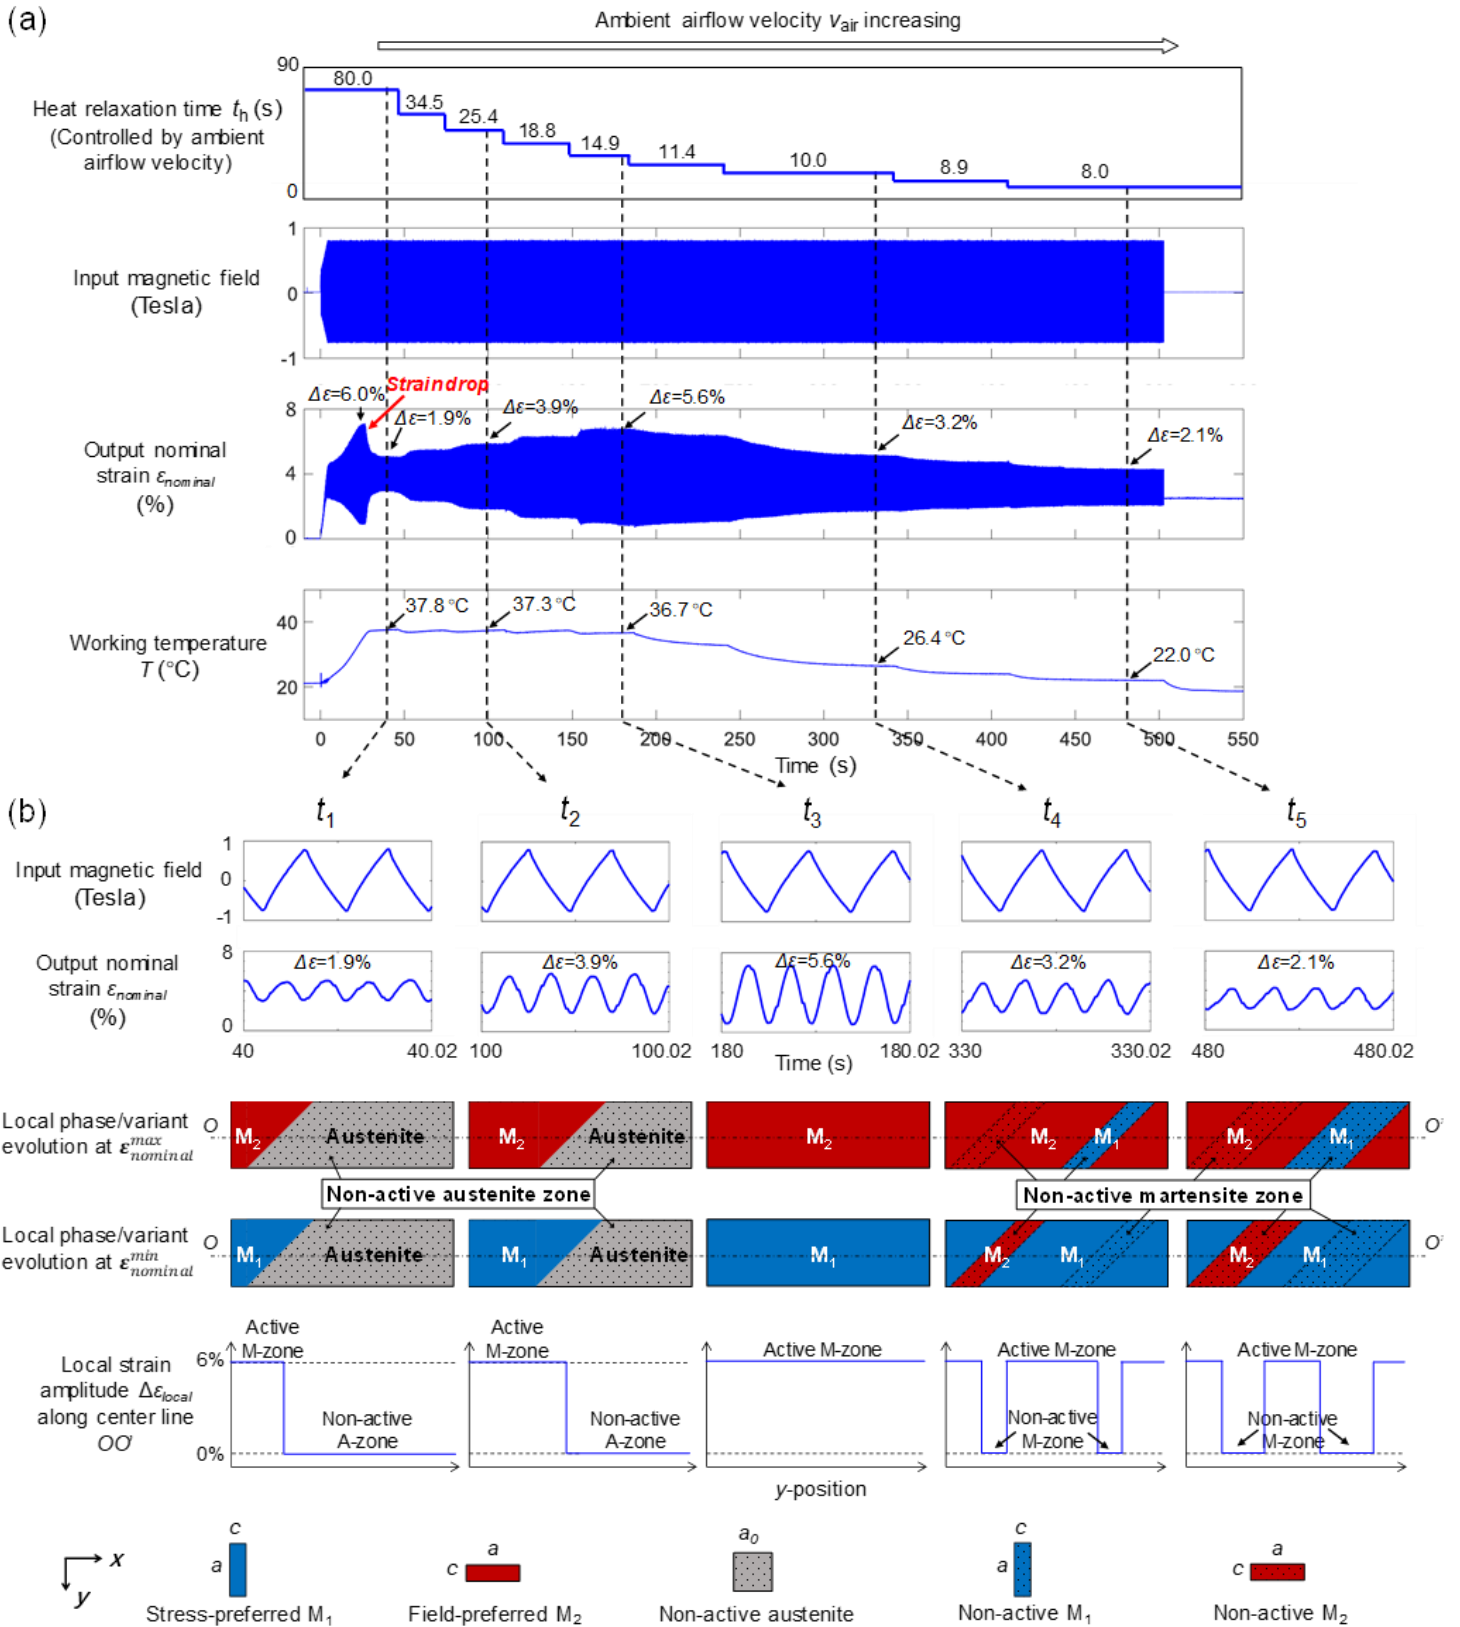 (a)
Ambient airflow velocity vair increasing
Heat relaxation time th (s)
(Controlled by ambient
airflow velocity)
90
0
80.0
34.5
25.4
18.8
14.9
11.4
10.0
8.9
8.0
Input magnetic field
(Tesla)
1
0
-1
Output nominal
strain εnominal
(%)
8
4
0
Δε=6.0%
Strain drop
Δε=1.9%
Δε=3.9%
Δε=5.6%
Δε=3.2%
Δε=2.1%
Working temperature
T (°C)
40
20
37.8 °C
37.3 °C
36.7 °C
26.4 °C
22.0 °C
0 50 100 150 200 250 300 350 400 450 500 550
Time (s)
(b)
t1 t2 t3 t4 t5
Input magnetic field
(Tesla)
1
0
-1
Output nominal
strain εnominal
(%)
8
0
Δε=1.9% Δε=3.9% Δε=5.6% Δε=3.2% Δε=2.1%
40 40.02 100 100.02 180 180.02 330 330.02 480 480.02
Time (s)
Local phase/variant
evolution at εmaxnominal
O M2 Austenite M2 Austenite M2 M2 M1 M2 M1 O'
Non-active austenite zone
Non-active martensite zone
Local phase/variant
evolution at εminnominal
O M1 Austenite M1 Austenite M1 M2 M1 M2 M1 O'
Local strain
amplitude Δεlocal
along center line
OO'
6%
0%
Active
M-zone
Non-active
A-zone
Active
M-zone
Non-active
A-zone
Active M-zone
Active M-zone
Non-active
M-zone
Active M-zone
Non-active
M-zone
y-position
x
y
c
a
Stress-preferred M1
a
c
Field-preferred M2
a0
Non-active austenite
c
a
Non-active M1
a
c
Non-active M2